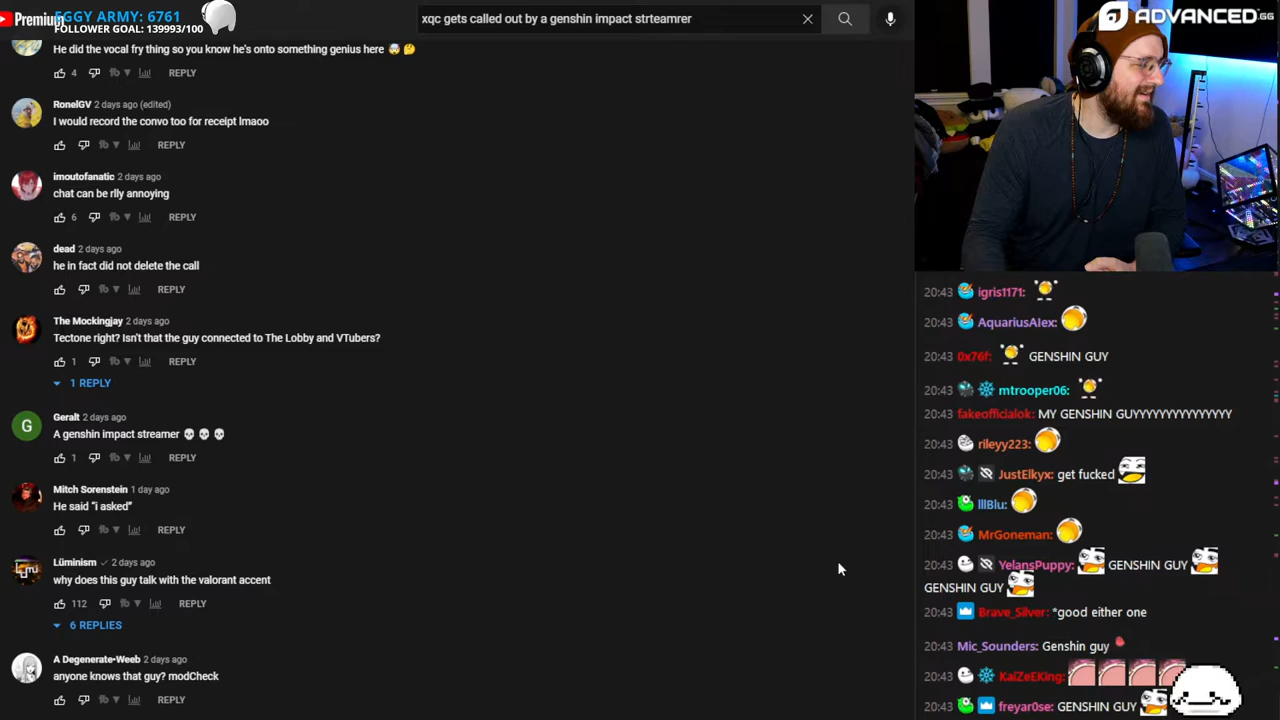 Premium
EGGY ARMY: 6761
FOLLOWER GOAL: 139993/100
xqc gets called out by a genshin impact strteamrer
ADVANCED.GG
He did the vocal fry thing so you know he's onto something genius here 🤯 🤔
4 REPLY
RonelGV 2 days ago (edited)
I would record the convo too for receipt lmaoo
REPLY
imoutofanatic 2 days ago
chat can be rlly annoying
6 REPLY
dead 2 days ago
he in fact did not delete the call
REPLY
The Mockingjay 2 days ago
Tectone right? Isn't that the guy connected to The Lobby and VTubers?
1 REPLY
1 REPLY
G
Geralt 2 days ago
A genshin impact streamer 💀 💀 💀
1 REPLY
Mitch Sorenstein 1 day ago
He said “i asked”
REPLY
Lüminism 2 days ago
why does this guy talk with the valorant accent
112 REPLY
6 REPLIES
A Degenerate•Weeb 2 days ago
anyone knows that guy? modCheck
REPLY
20:43 igris1171:
20:43 AquariusAlex:
20:43 0x76f: GENSHIN GUY
20:43 mtrooper06:
20:43 fakeofficialok: MY GENSHIN GUYYYYYYYYYYYYYY
20:43 rileyy223:
20:43 JustElkyx: get fucked
20:43 lllBlu:
20:43 MrGoneman:
20:43 YelansPuppy: GENSHIN GUY
GENSHIN GUY
20:43 Brave_Silver: *good either one
20:43 Mic_Sounders: Genshin guy
20:43 KaiZeEKing:
20:43 freyar0se: GENSHIN GUY